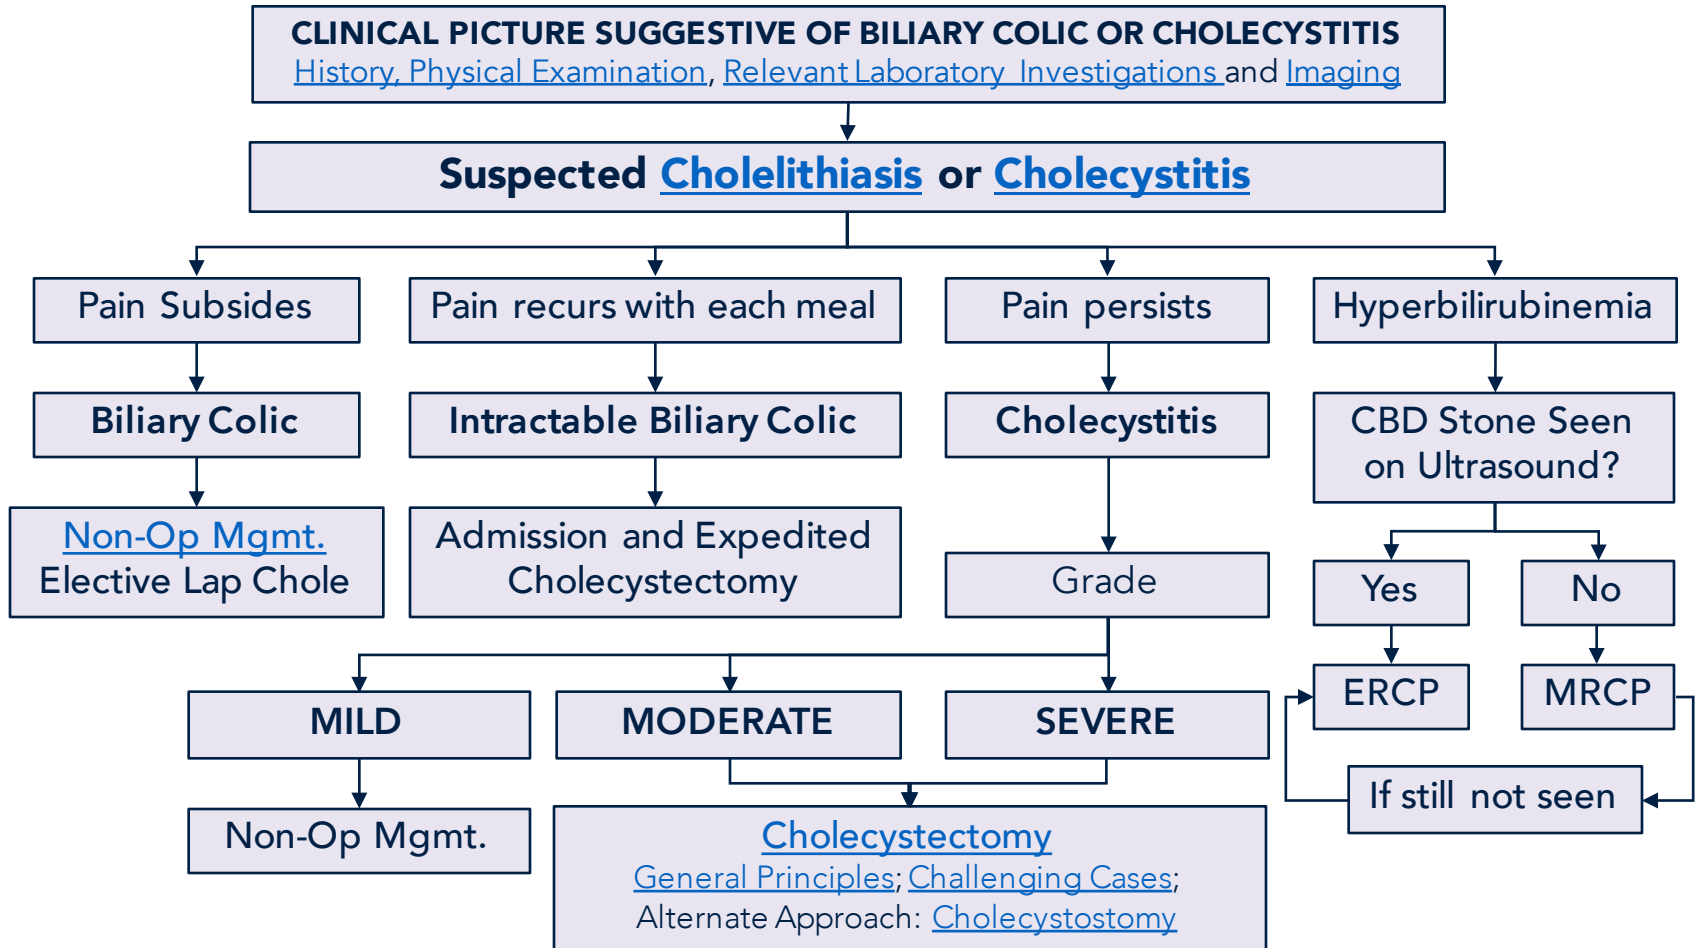 CLINICAL PICTURE SUGGESTIVE OF BILIARY COLIC OR CHOLECYSTITIS
History, Physical Examination, Relevant Laboratory Investigations and Imaging
Suspected Cholelithiasis or Cholecystitis
Pain Subsides
Pain recurs with each meal
Pain persists
Hyperbilirubinemia
Biliary Colic
Intractable Biliary Colic
Cholecystitis
CBD Stone Seen
on Ultrasound?
Non-Op Mgmt.
Elective Lap Chole
Admission and Expedited
Cholecystectomy
Grade
Yes
No
MILD
MODERATE
SEVERE
ERCP
MRCP
If still not seen
Non-Op Mgmt.
Cholecystectomy
General Principles; Challenging Cases;
Alternate Approach: Cholecystostomy